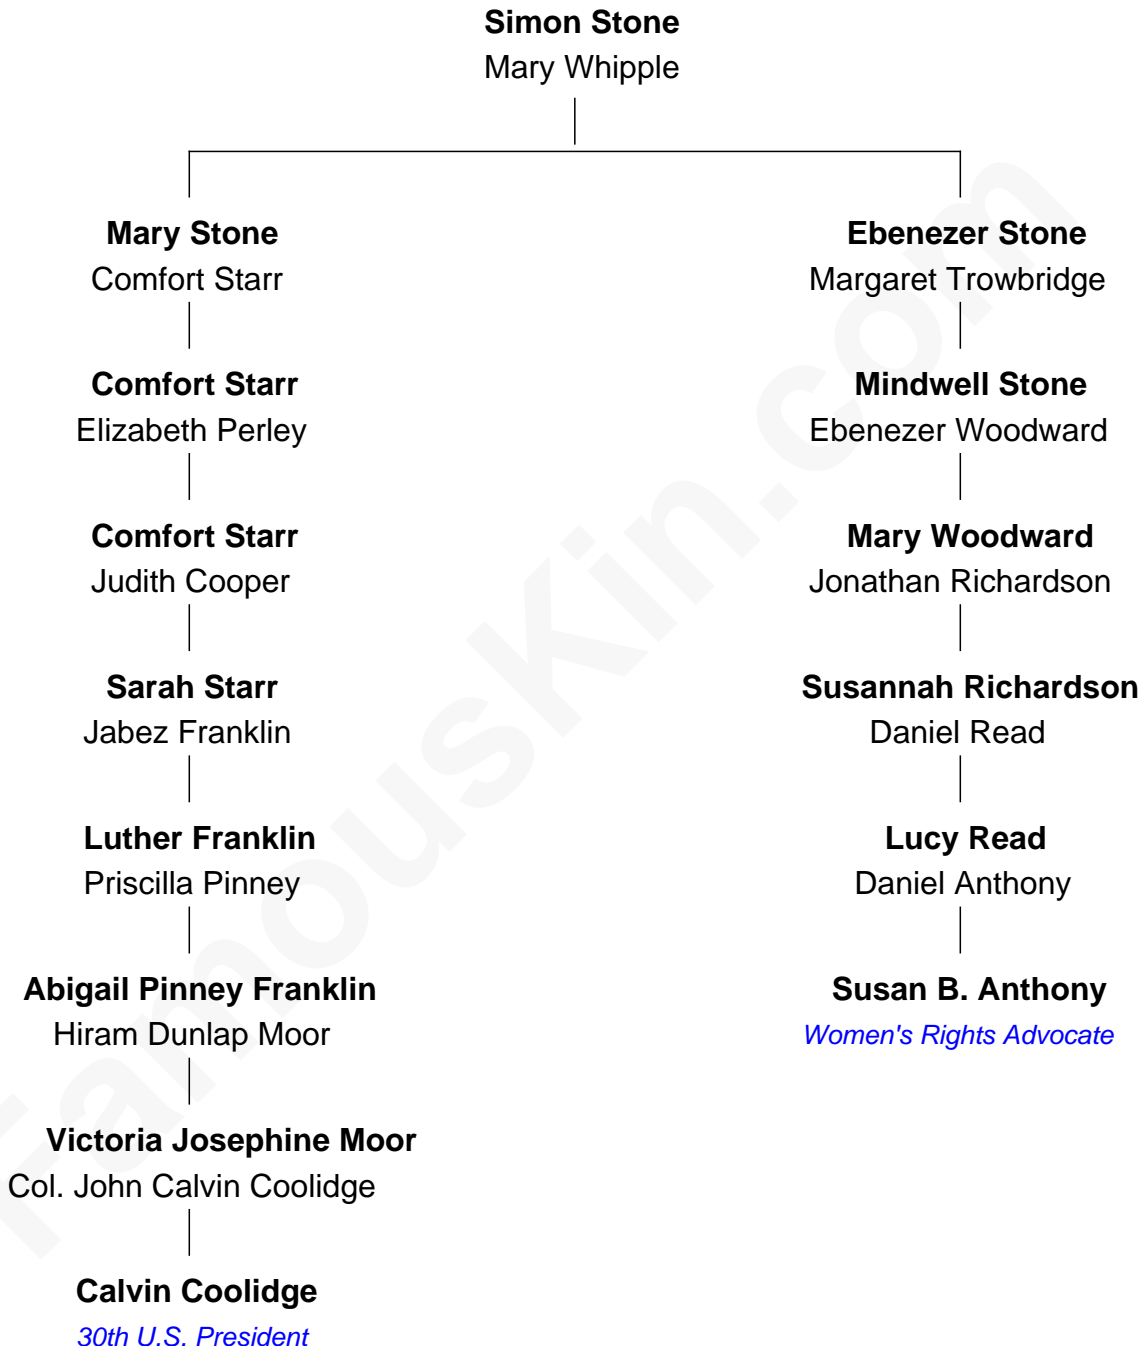 Simon Stone
Mary Whipple
Mary Stone
Comfort Starr
Comfort Starr
Elizabeth Perley
Comfort Starr
Judith Cooper
Sarah Starr
Jabez Franklin
Luther Franklin
Priscilla Pinney
Abigail Pinney Franklin
Hiram Dunlap Moor
Victoria Josephine Moor
Col. John Calvin Coolidge
Calvin Coolidge
30th U.S. President
Ebenezer Stone
Margaret Trowbridge
Mindwell Stone
Ebenezer Woodward
Mary Woodward
Jonathan Richardson
Susannah Richardson
Daniel Read
Lucy Read
Daniel Anthony
Susan B. Anthony
Women's Rights Advocate
FamousKin.com